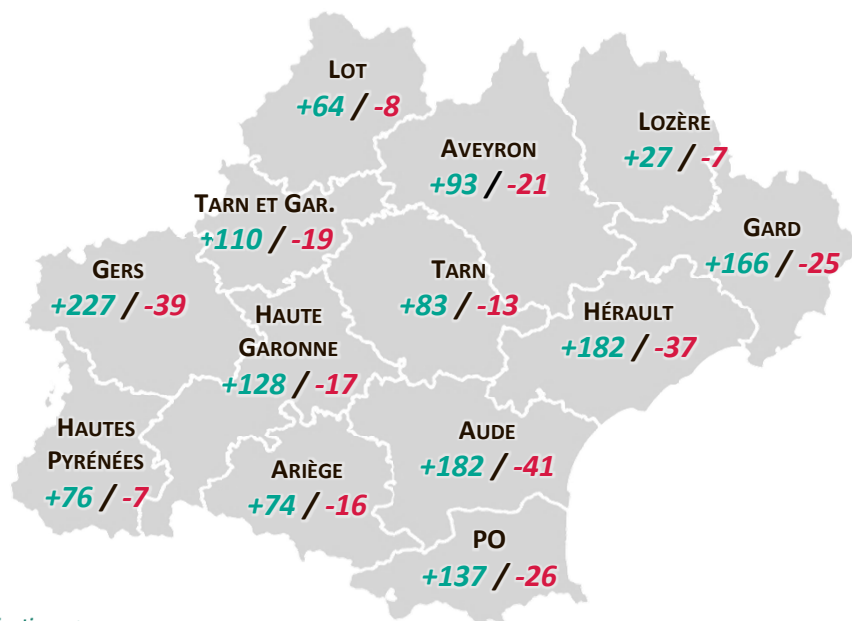 LOT
+64 / -8
LOZÈRE
+27 / -7
AVEYRON
+93 / -21
TARN ET GAR.
+110 / -19
GARD
+166 / -25
GERS
+227 / -39
TARN
+83 / -13
HAUTE
GARONNE
+128 / -17
HÉRAULT
+182 / -37
HAUTES
PYRÉNÉES
+76 / -7
ARIÈGE
+74 / -16
AUDE
+182 / -41
PO
+137 / -26